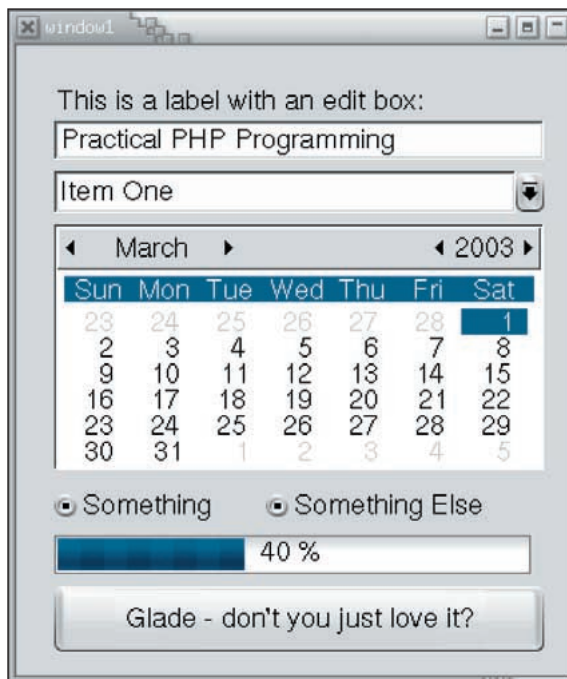 window1
This is a label with an edit box:
Practical PHP Programming
Item One
March 2003
Sun Mon Tue Wed Thu Fri Sat
23 24 25 26 27 28 1
2 3 4 5 6 7 8
9 10 11 12 13 14 15
16 17 18 19 20 21 22
23 24 25 26 27 28 29
30 31 1 2 3 4 5
Something Something Else
40 %
Glade - don't you just love it?